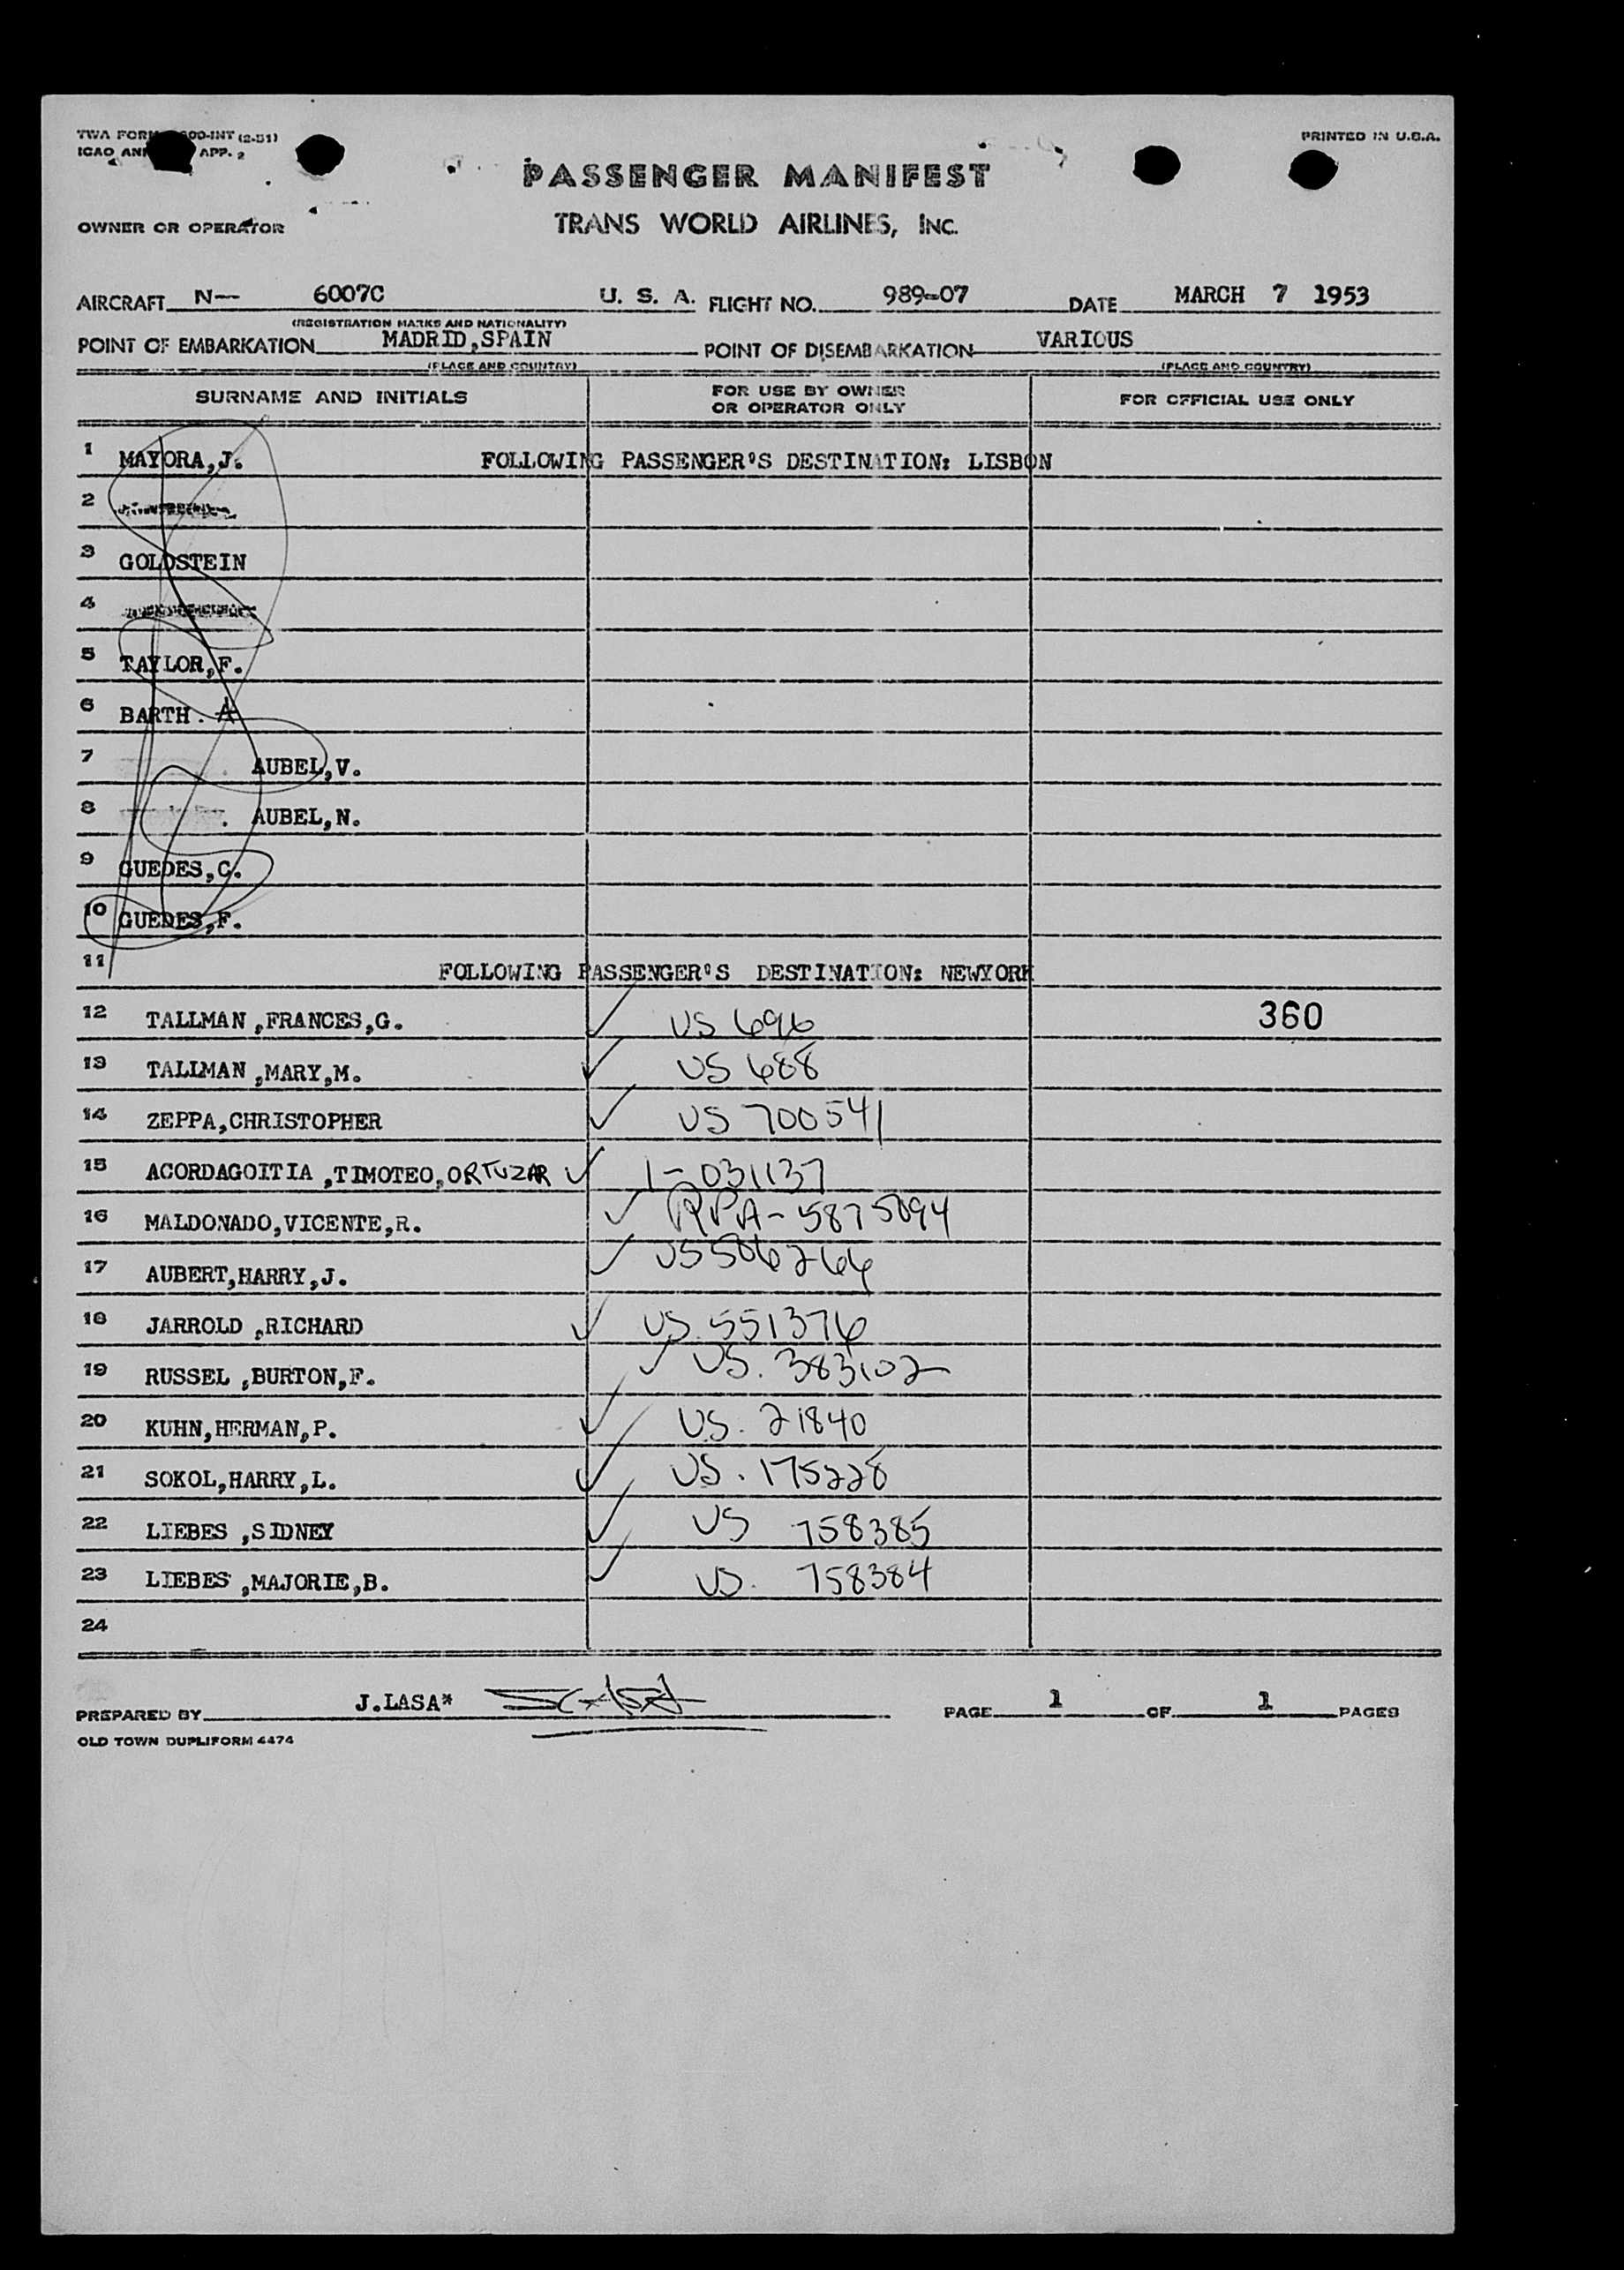 TWA FORM 00-INT (2-51)
PRINTED IN U.S.A.
ICAO APP. 2
PASSENGER MANIFEST
OWNER OR OPERATOR
TRANS WORLD AIRLINES, INC.
AIRCRAFT N— 6007C U. S. A. FLIGHT NO. 989-07 DATE MARCH 7 1953
(REGISTRATION MARKS AND NATIONALITY)
POINT OF EMBARKATION MADRID,SPAIN POINT OF DISEMBARKATION VARIOUS
(PLACE AND COUNTRY) (PLACE AND COUNTRY)
SURNAME AND INITIALS FOR USE BY OWNER OR OPERATOR ONLY FOR OFFICIAL USE ONLY
1 MAYORA,J. FOLLOWING PASSENGER'S DESTINATION: LISBON
2
3 GOLDSTEIN
4
5 TAYLOR,F.
6 BARTH. A
7 AUBEL,V.
8 . AUBEL,N.
9 GUEDES,C.
10 GUEDES,F.
11 FOLLOWING PASSENGER'S DESTINATION: NEWYORK
12 TALLMAN ,FRANCES,G. ✓ US 696 360
13 TALLMAN ,MARY,M. ✓ US 688
14 ZEPPA,CHRISTOPHER ✓ US 700541
15 ACORDAGOITIA ,TIMOTEO,ORTUZAR ✓ 1-031137
16 MALDONADO,VICENTE,R. ✓ RPA-5875094
17 AUBERT,HARRY,J. ✓ US 506264
18 JARROLD ,RICHARD ✓ US. 551376
19 RUSSEL ,BURTON,F. ✓ US. 383102
20 KUHN,HERMAN,P. ✓ US. 21840
21 SOKOL,HARRY,L. ✓ US. 175228
22 LIEBES ,SIDNEY ✓ US 758385
23 LIEBES ,MAJORIE,B. ✓ US. 758384
24
PREPARED BY J.LASA* PAGE 1 OF 1 PAGES
OLD TOWN DUPLIFORM 4474